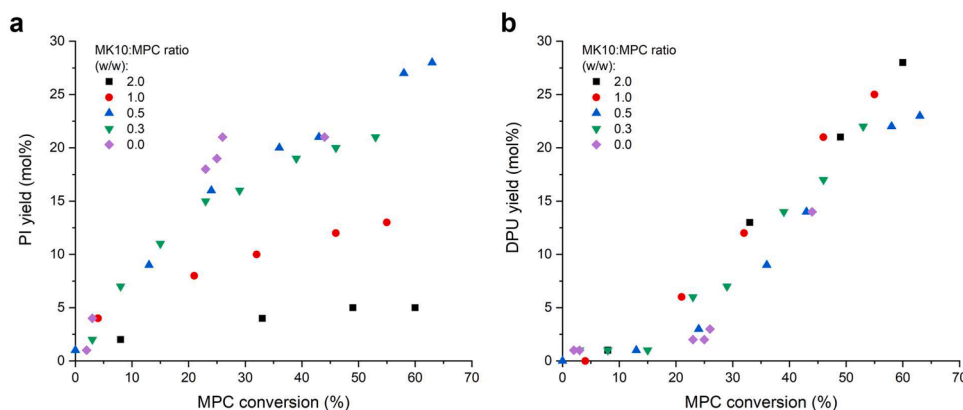 a
MK10:MPC ratio
(w/w):
2.0
1.0
0.5
0.3
0.0
PI yield (mol%)
30
25
20
15
10
5
0
0 10 20 30 40 50 60 70
MPC conversion (%)
b
MK10:MPC ratio
(w/w):
2.0
1.0
0.5
0.3
0.0
DPU yield (mol%)
30
25
20
15
10
5
0
0 10 20 30 40 50 60 70
MPC conversion (%)